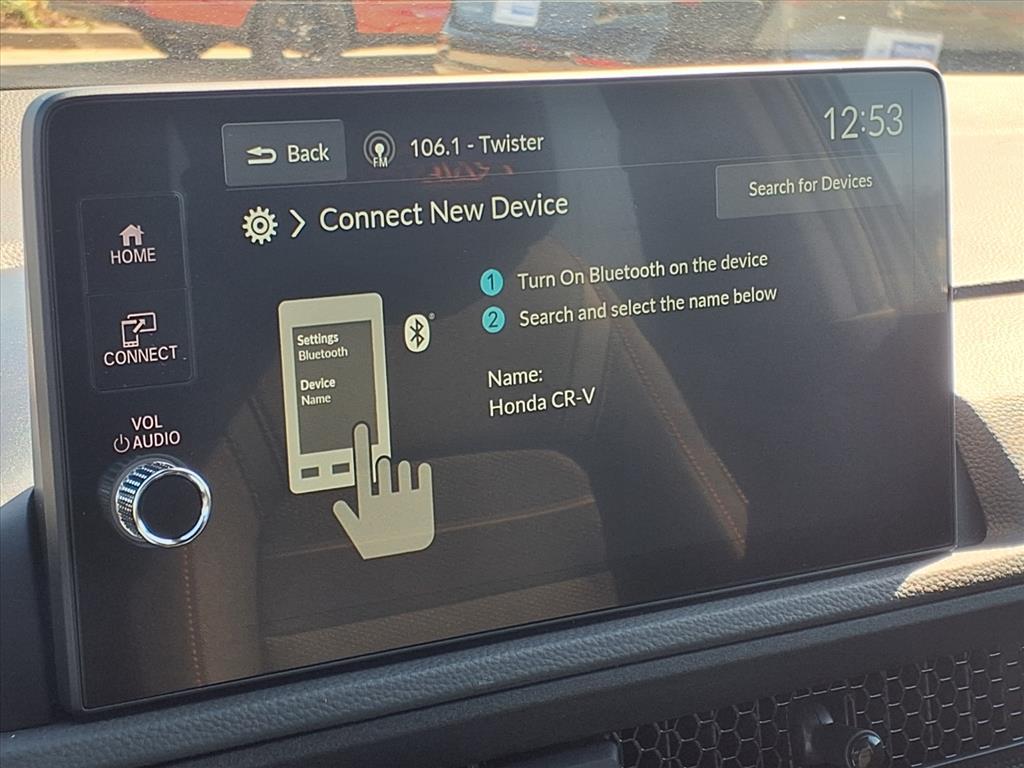 Back
FM
106.1 - Twister
12:53
Connect New Device
Search for Devices
HOME
CONNECT
VOL
AUDIO
1 Turn On Bluetooth on the device
2 Search and select the name below
Settings
Bluetooth
Device
Name
Name:
Honda CR-V